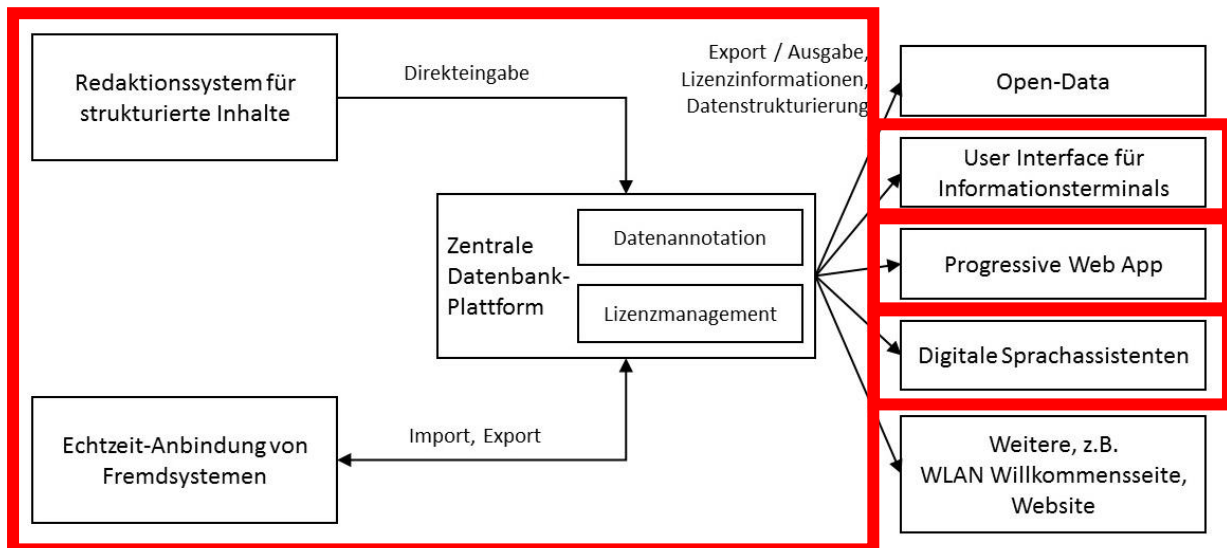 Redaktionssystem für
strukturierte Inhalte
Direkteingabe
Export / Ausgabe,
Lizenzinformationen,
Datenstrukturierung
Open-Data
User Interface für
Informationsterminals
Zentrale
Datenbank-
Plattform
Datenannotation
Lizenzmanagement
Progressive Web App
Digitale Sprachassistenten
Echtzeit-Anbindung von
Fremdsystemen
Import, Export
Weitere, z.B.
WLAN Willkommensseite,
Website